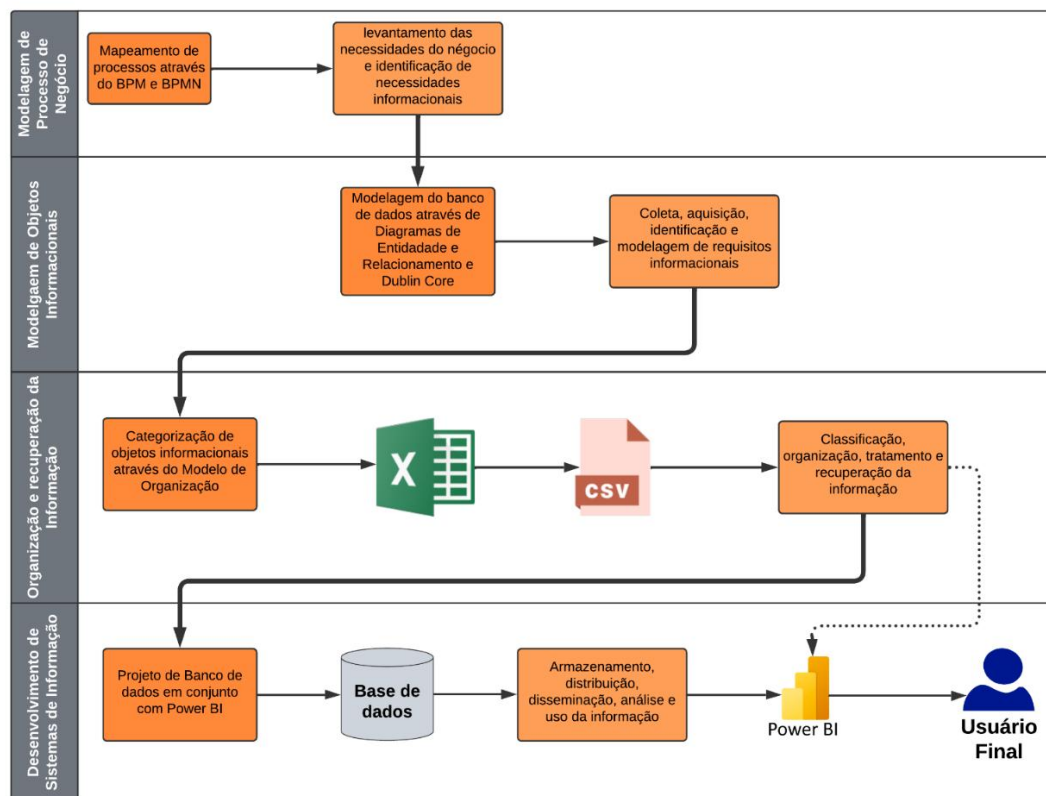 Modelagem de
Processo de
Negócio
Mapeamento de
processos através
do BPM e BPMN
levantamento das
necessidades do négocio
e identificação de
necessidades
informacionais
Modelgaem de Objetos
Informacionais
Modelagem do banco
de dados através de
Diagramas de
Entidadade e
Relacionamento e
Dublin Core
Coleta, aquisição,
identificação e
modelagem de requisitos
informacionais
Organização e recuperação da
Informação
Categorização de
objetos informacionais
através do Modelo de
Organização
X
CSV
Classificação,
organização, tratamento e
recuperação da
informação
Desenvolvimento de
Sistemas de Informação
Projeto de Banco de
dados em conjunto
com Power BI
Base de
dados
Armazenamento,
distribuição,
disseminação, análise e
uso da informação
Power BI
Usuário
Final